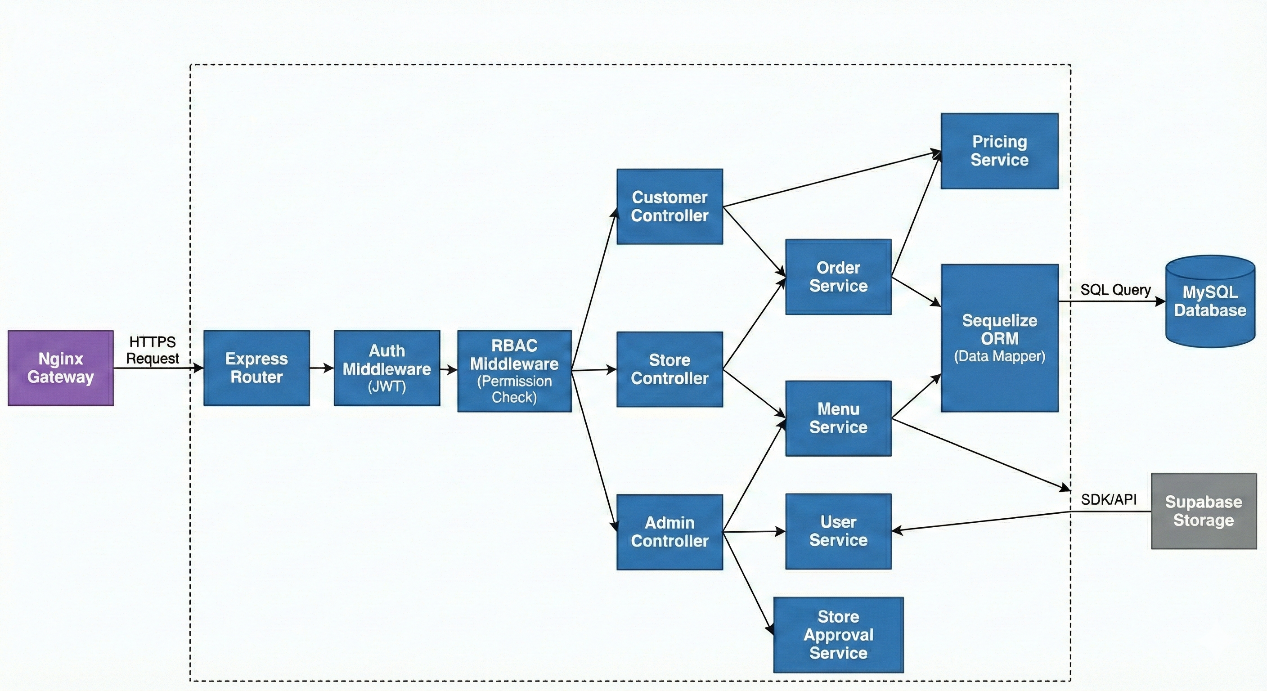 Nginx
Gateway
HTTPS
Request
Express
Router
Auth
Middleware
(JWT)
RBAC
Middleware
(Permission
Check)
Customer
Controller
Store
Controller
Admin
Controller
Order
Service
Menu
Service
User
Service
Store
Approval
Service
Pricing
Service
Sequelize
ORM
(Data Mapper)
SQL Query
MySQL
Database
SDK/API
Supabase
Storage